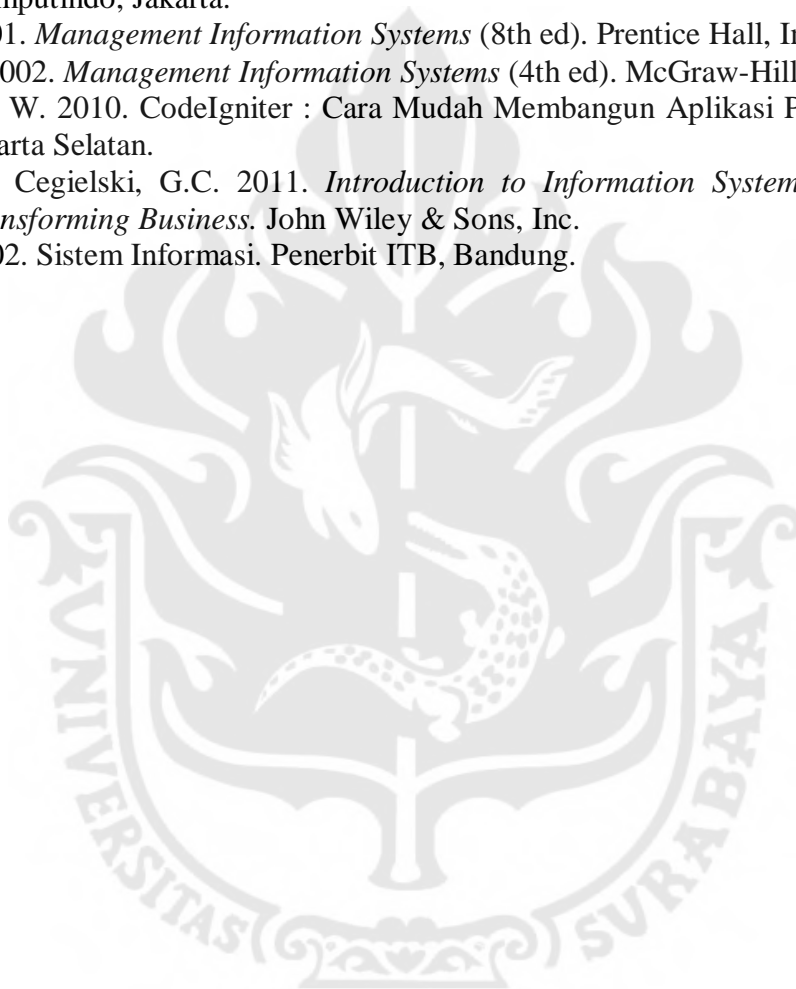 Jakarta.
01. Management Information Systems (8th ed). Prentice Hall,
002. Management Information Systems (4th ed). McGraw-Hill
W. 2010. CodeIgniter : Cara Mudah Membangun Aplikasi
arta Selatan.
Cegielski, G.C. 2011. Introduction to Information System
nsforming Business. John Wiley & Sons, Inc.
02. Sistem Informasi. Penerbit ITB, Bandung.
UNIVERSITAS SURABAYA